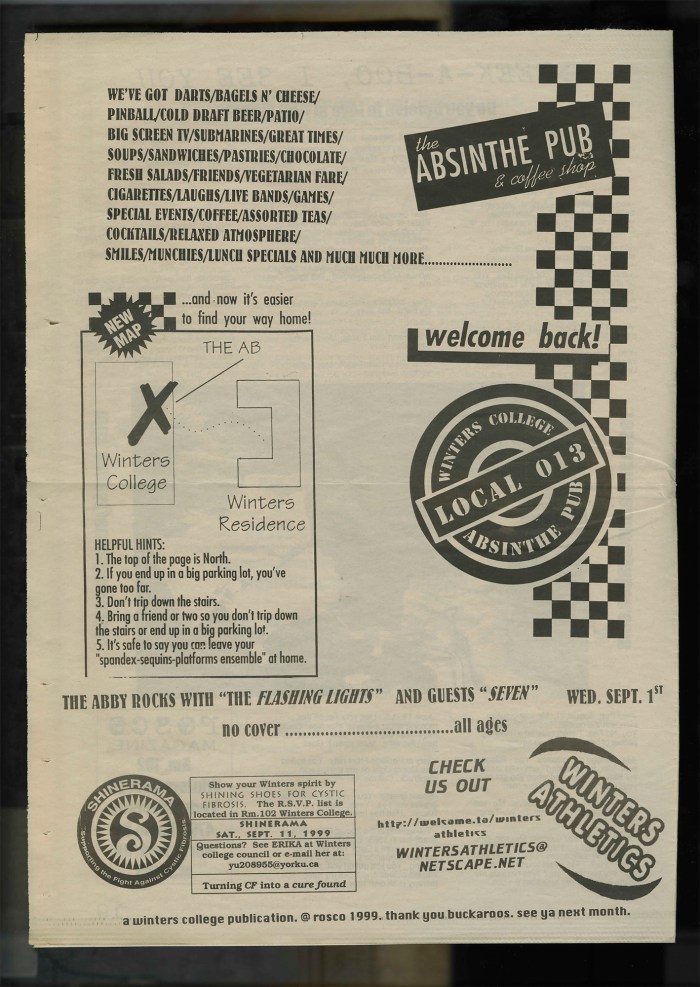 WE'VE GOT DARTS/BAGELS N' CHEESE/
PINBALL/COLD DRAFT BEER/PATIO/
BIG SCREEN TV/SUBMARINES/GREAT TIMES/
SOUPS/SANDWICHES/PASTRIES/CHOCOLATE/
FRESH SALADS/FRIENDS/VEGETARIAN FARE/
CIGARETTES/LAUGHS/LIVE BANDS/GAMES/
SPECIAL EVENTS/COFFEE/ASSORTED TEAS/
COCKTAILS/RELAXED ATMOSPHERE/
SMILES/MUNCHIES/LUNCH SPECIALS AND MUCH MUCH MORE........................
the
ABSINTHE PUB
& coffee shop
NEW
MAP
...and now it's easier
to find your way home!
THE AB
X
Winters
College
Winters
Residence
HELPFUL HINTS:
1. The top of the page is North.
2. If you end up in a big parking lot, you've
gone too far.
3. Don't trip down the stairs.
4. Bring a friend or two so you don't trip down
the stairs or end up in a big parking lot.
5. It's safe to say you can leave your
"spandex-sequins-platforms ensemble" at home.
welcome back!
WINTERS COLLEGE
LOCAL 013
ABSINTHE PUB
THE ABBY ROCKS WITH "THE FLASHING LIGHTS" AND GUESTS "SEVEN" WED. SEPT. 1ST
no cover .....................................all ages
SHINERAMA
S
Supporting the Fight Against Cystic Fibrosis
Show your Winters spirit by
SHINING SHOES FOR CYSTIC
FIBROSIS. The R.S.V.P. list is
located in Rm.102 Winters College.
SHINERAMA
SAT., SEPT. 11, 1999
Questions? See ERIKA at Winters
college council or e-mail her at:
yu208955@yorku.ca
Turning CF into a cure found
CHECK
US OUT
http://welcome.to/winters
athletics
WINTERSATHLETICS@
NETSCAPE.NET
WINTERS
ATHLETICS
a winters college publication. @ rosco 1999. thank you buckaroos. see ya next month.